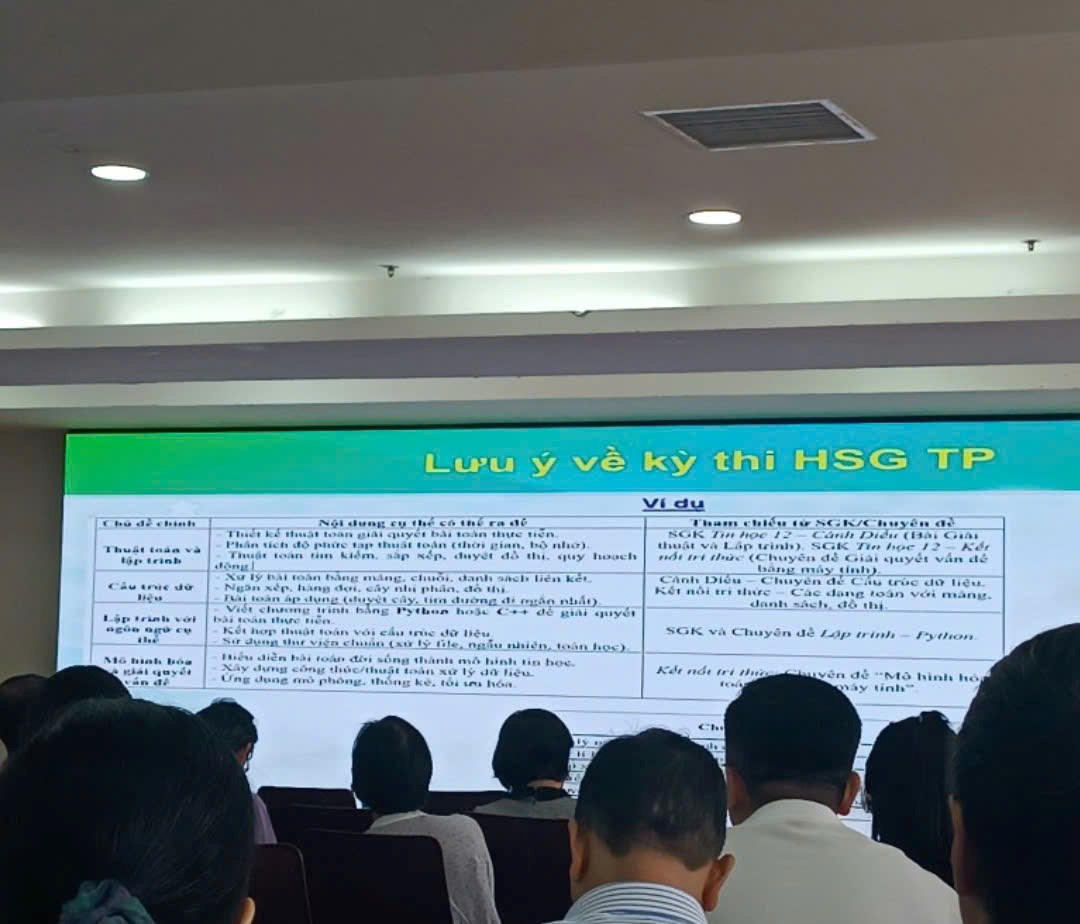 Lưu ý về kỳ thi HSG TP
Ví dụ
Chủ đề chính
Nội dung cụ thể có thể ra đề
Tham chiếu từ SGK/Chuyên đề
Thuật toán và
lập trình
- Thiết kế thuật toán giải quyết bài toán thực tiễn.
- Phân tích độ phức tạp thuật toán (thời gian, bộ nhớ).
- Thuật toán tìm kiếm, sắp xếp, duyệt đồ thị, quy hoạch
động.
SGK Tin học 12 – Cánh Diều (Bài Giải
thuật và Lập trình). SGK Tin học 12 – Kết
nối tri thức (Chuyên đề Giải quyết vấn đề
bằng máy tính).
Cấu trúc dữ
liệu
- Xử lý bài toán bằng mảng, chuỗi, danh sách liên kết.
- Ngăn xếp, hàng đợi, cây nhị phân, đồ thị.
- Bài toán áp dụng (duyệt cây, tìm đường đi ngắn nhất).
Cánh Diều – Chuyên đề Cấu trúc dữ liệu.
Kết nối tri thức – Các dạng toán với mảng,
danh sách, đồ thị.
Lập trình với
ngôn ngữ cụ
thể
- Viết chương trình bằng Python hoặc C++ để giải quyết
bài toán thực tiễn.
- Kết hợp thuật toán với cấu trúc dữ liệu.
- Sử dụng thư viện chuẩn (xử lý file, ngẫu nhiên, toán học).
SGK và Chuyên đề Lập trình – Python.
Mô hình hóa
giải quyết
vấn đề
- Biểu diễn bài toán đời sống thành mô hình tin học.
- Xây dựng công thức/thuật toán xử lý dữ liệu.
- Ứng dụng mô phỏng, thống kê, tối ưu hóa.
Kết nối tri thức Chuyên đề "Mô hình
máy tính".